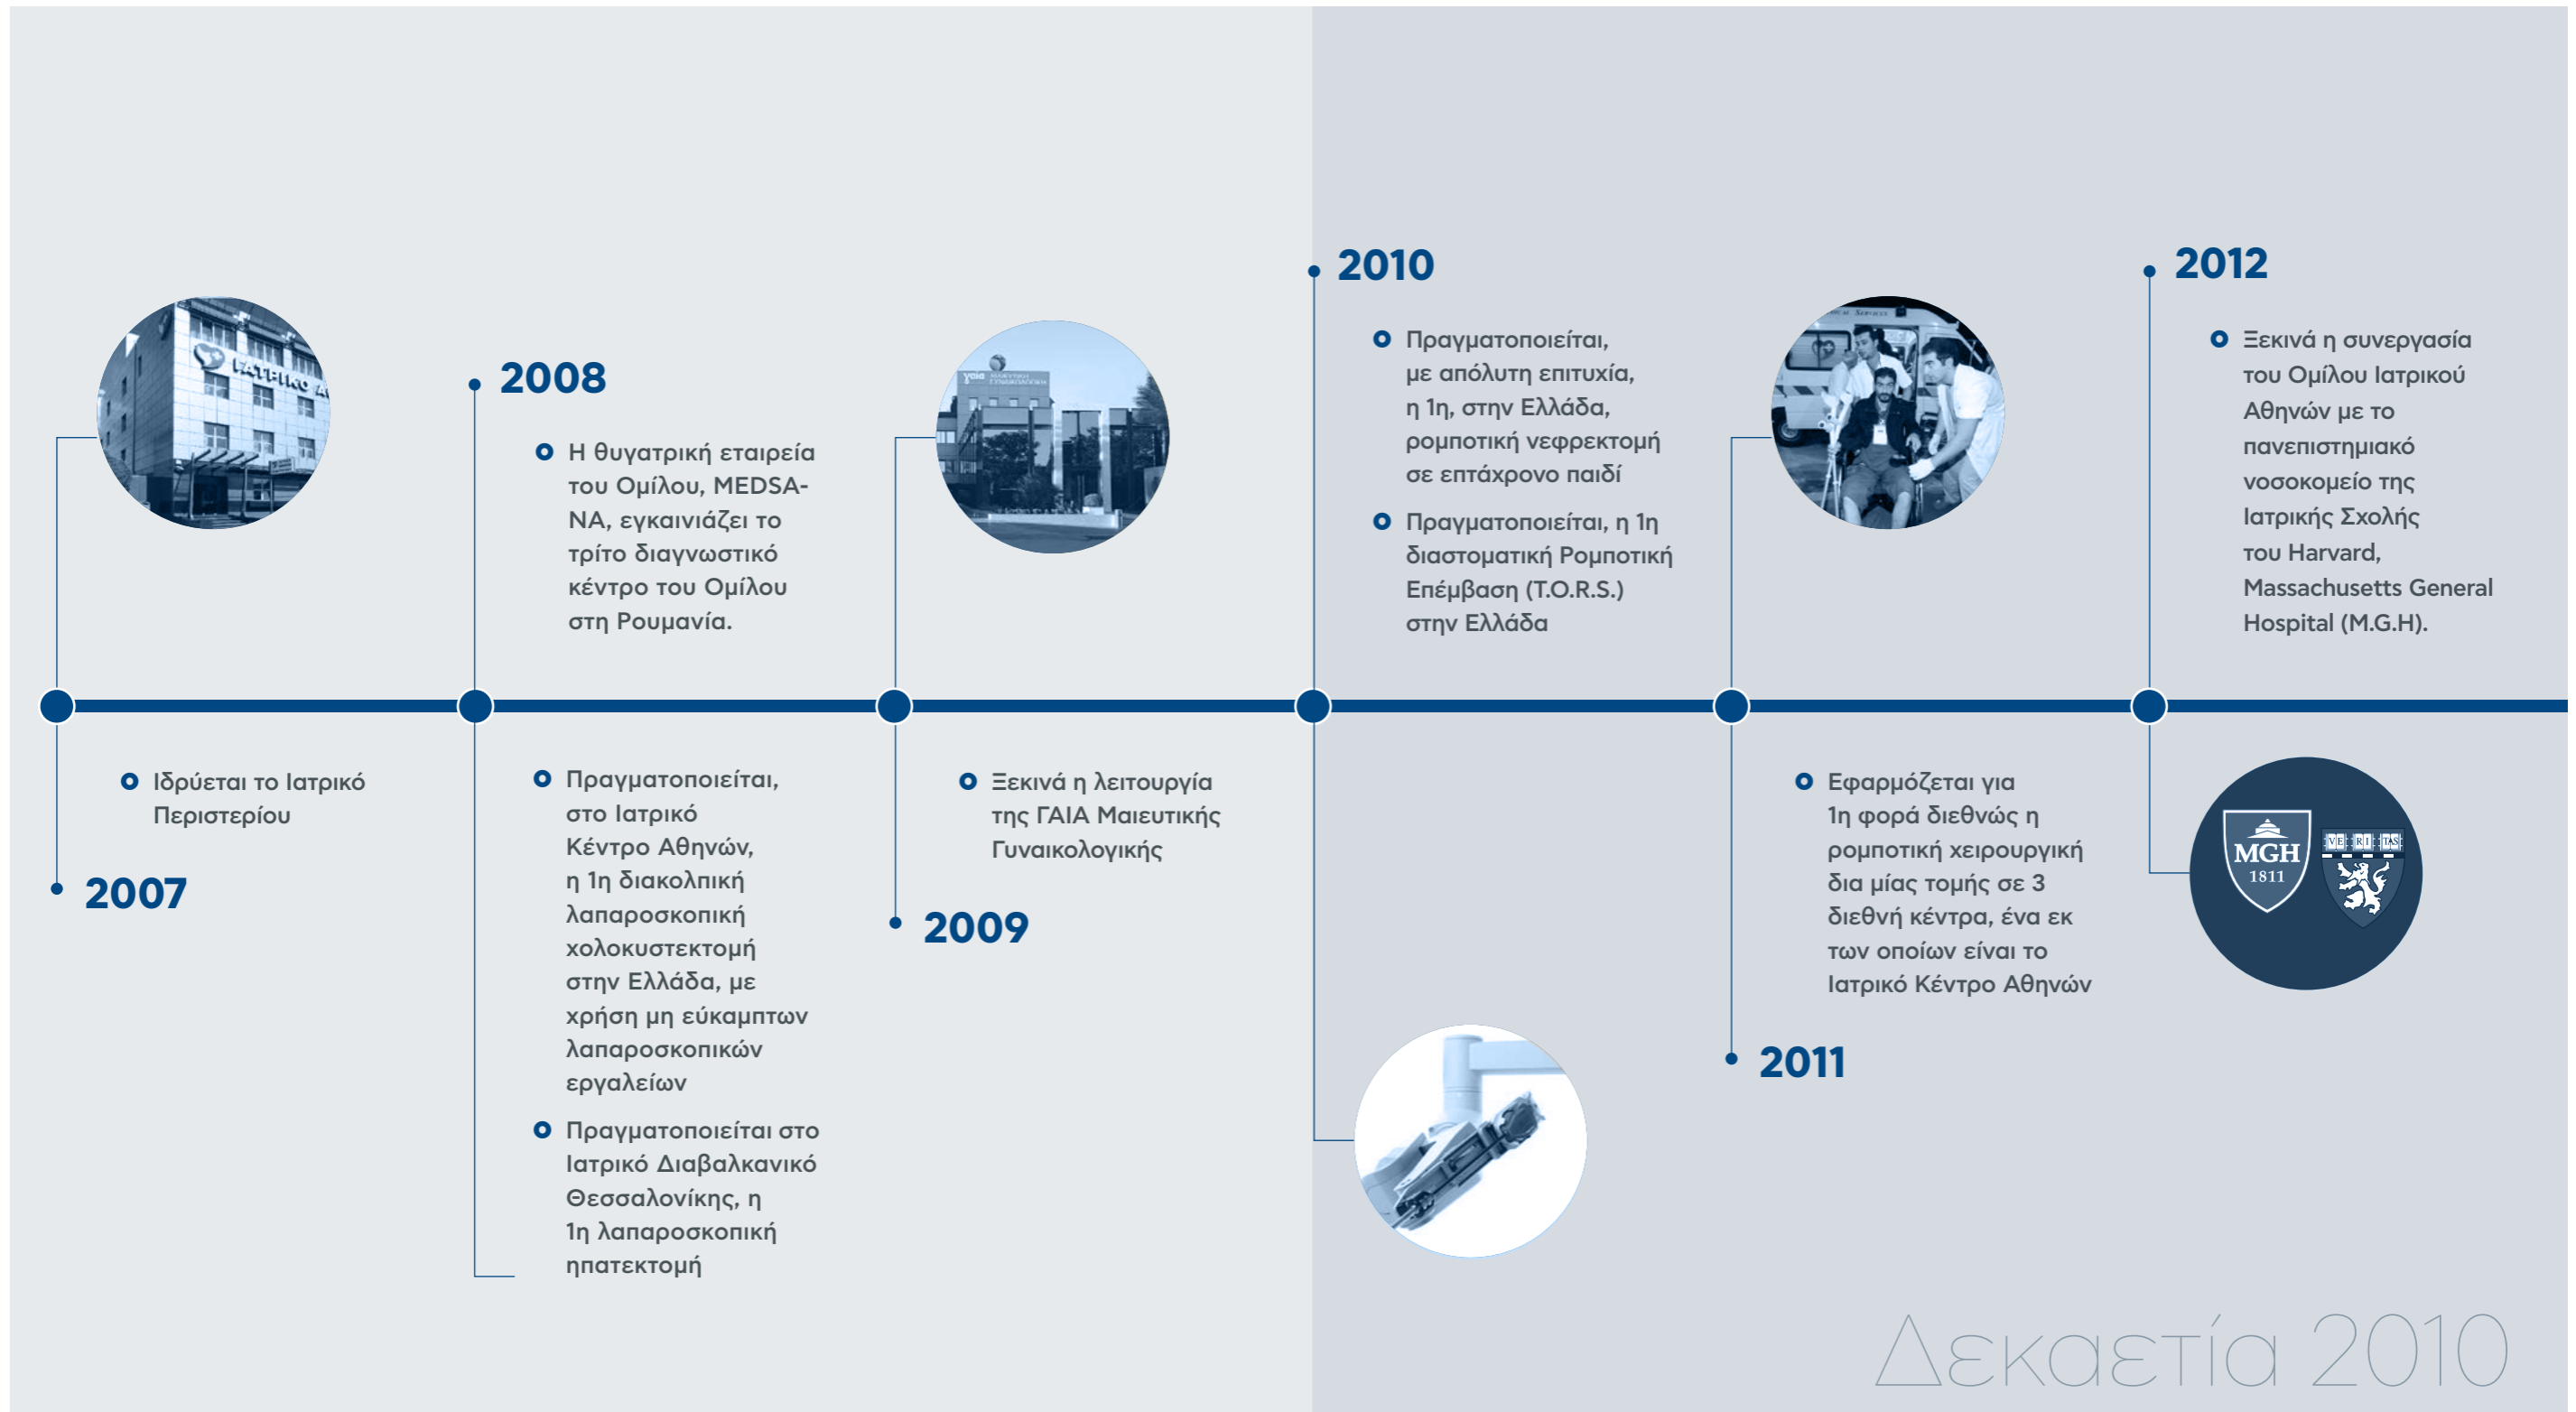 ΙΑΤΡΙΚΟ
2007
Ιδρύεται το Ιατρικό
Περιστερίου
2008
Η θυγατρική εταιρεία
του Ομίλου, MEDSA-
NA, εγκαινιάζει το
τρίτο διαγνωστικό
κέντρο του Ομίλου
στη Ρουμανία.
Πραγματοποιείται,
στο Ιατρικό
Κέντρο Αθηνών,
η 1η διακολπική
λαπαροσκοπική
χολοκυστεκτομή
στην Ελλάδα, με
χρήση μη εύκαμπτων
λαπαροσκοπικών
εργαλείων
Πραγματοποιείται στο
Ιατρικό Διαβαλκανικό
Θεσσαλονίκης, η
1η λαπαροσκοπική
ηπατεκτομή
γαια
ΓΥΝΑΙΚΟΛΟΓΙΚΗ
Ξεκινά η λειτουργία
της ΓΑΙΑ Μαιευτικής
Γυναικολογικής
2009
2010
Πραγματοποιείται,
με απόλυτη επιτυχία,
η 1η, στην Ελλάδα,
ρομποτική νεφρεκτομή
σε επτάχρονο παιδί
Πραγματοποιείται, η 1η
διαστοματική Ρομποτική
Επέμβαση (T.O.R.S.)
στην Ελλάδα
SERVICES
Εφαρμόζεται για
1η φορά διεθνώς η
ρομποτική χειρουργική
δια μίας τομής σε 3
διεθνή κέντρα, ένα εκ
των οποίων είναι το
Ιατρικό Κέντρο Αθηνών
2011
2012
Ξεκινά η συνεργασία
του Ομίλου Ιατρικού
Αθηνών με το
πανεπιστημιακό
νοσοκομείο της
Ιατρικής Σχολής
του Harvard,
Massachusetts General
Hospital (M.G.H).
MGH
1811
VE RI TAS
Δεκαετία 2010